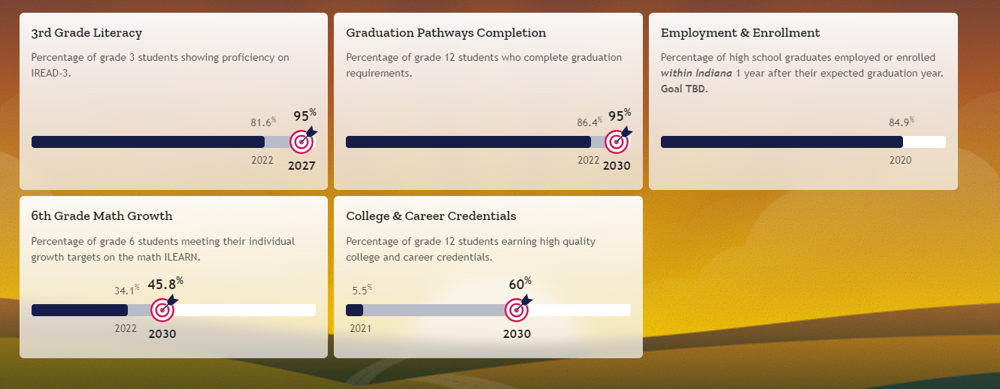 3rd Grade Literacy
Percentage of grade 3 students showing proficiency on
IREAD-3.
81.6%
95%
2022
2027
Graduation Pathways Completion
Percentage of grade 12 students who complete graduation
requirements.
86.4%
95%
2022
2030
Employment & Enrollment
Percentage of high school graduates employed or enrolled
within Indiana 1 year after their expected graduation year.
Goal TBD.
84.9%
2020
6th Grade Math Growth
Percentage of grade 6 students meeting their individual
growth targets on the math ILEARN.
34.1%
45.8%
2022
2030
College & Career Credentials
Percentage of grade 12 students earning high quality
college and career credentials.
5.5%
60%
2021
2030